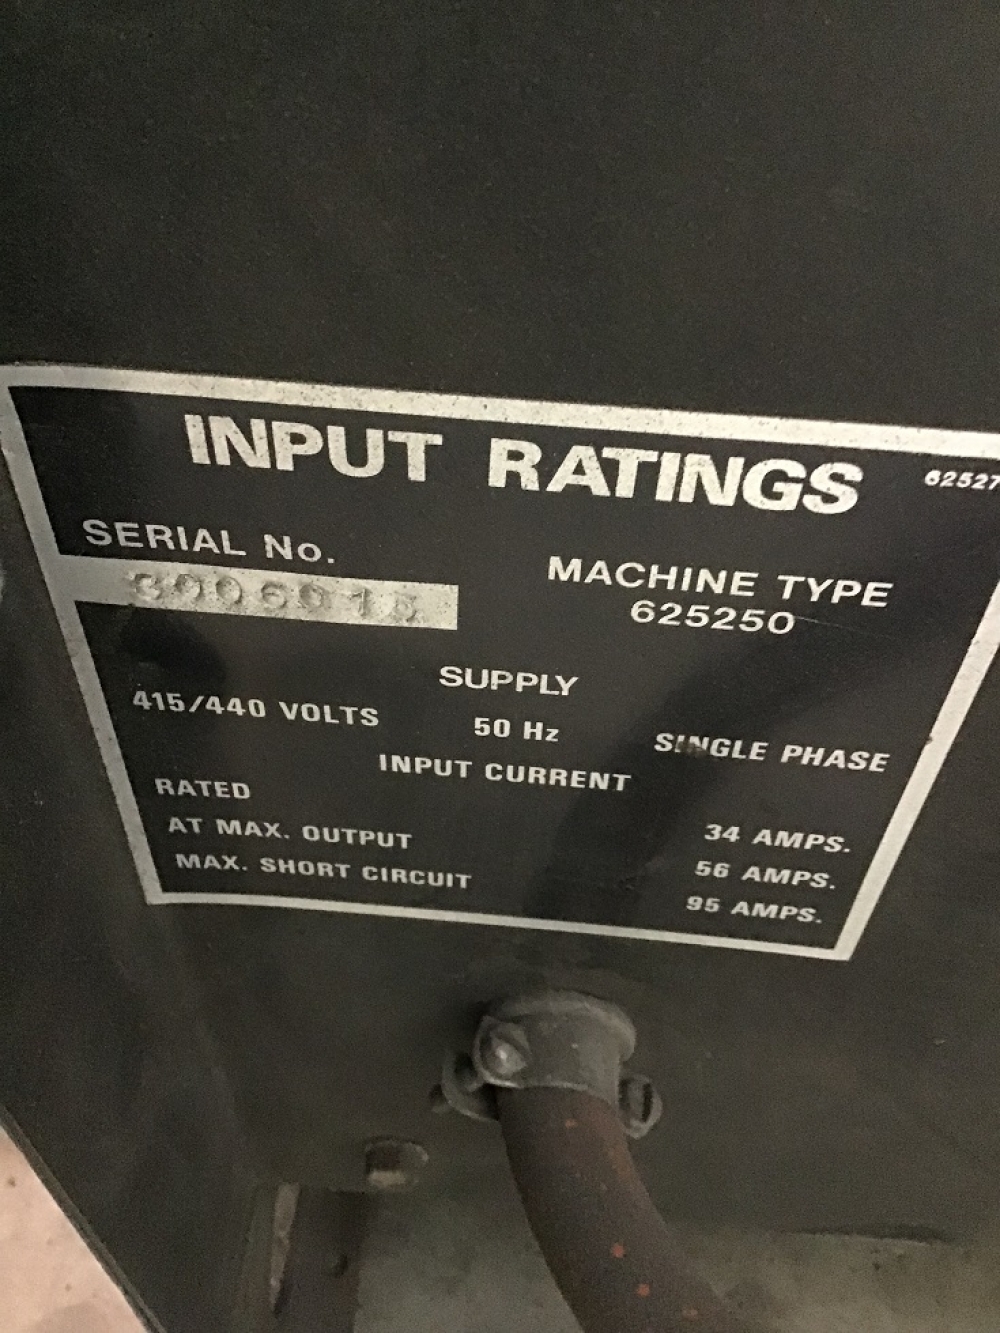 INPUT RATINGS
62527
SERIAL No.
MACHINE TYPE
625250
SUPPLY
415/440 VOLTS 50 Hz SINGLE PHASE
INPUT CURRENT
RATED 34 AMPS.
AT MAX. OUTPUT 56 AMPS.
MAX. SHORT CIRCUIT 95 AMPS.